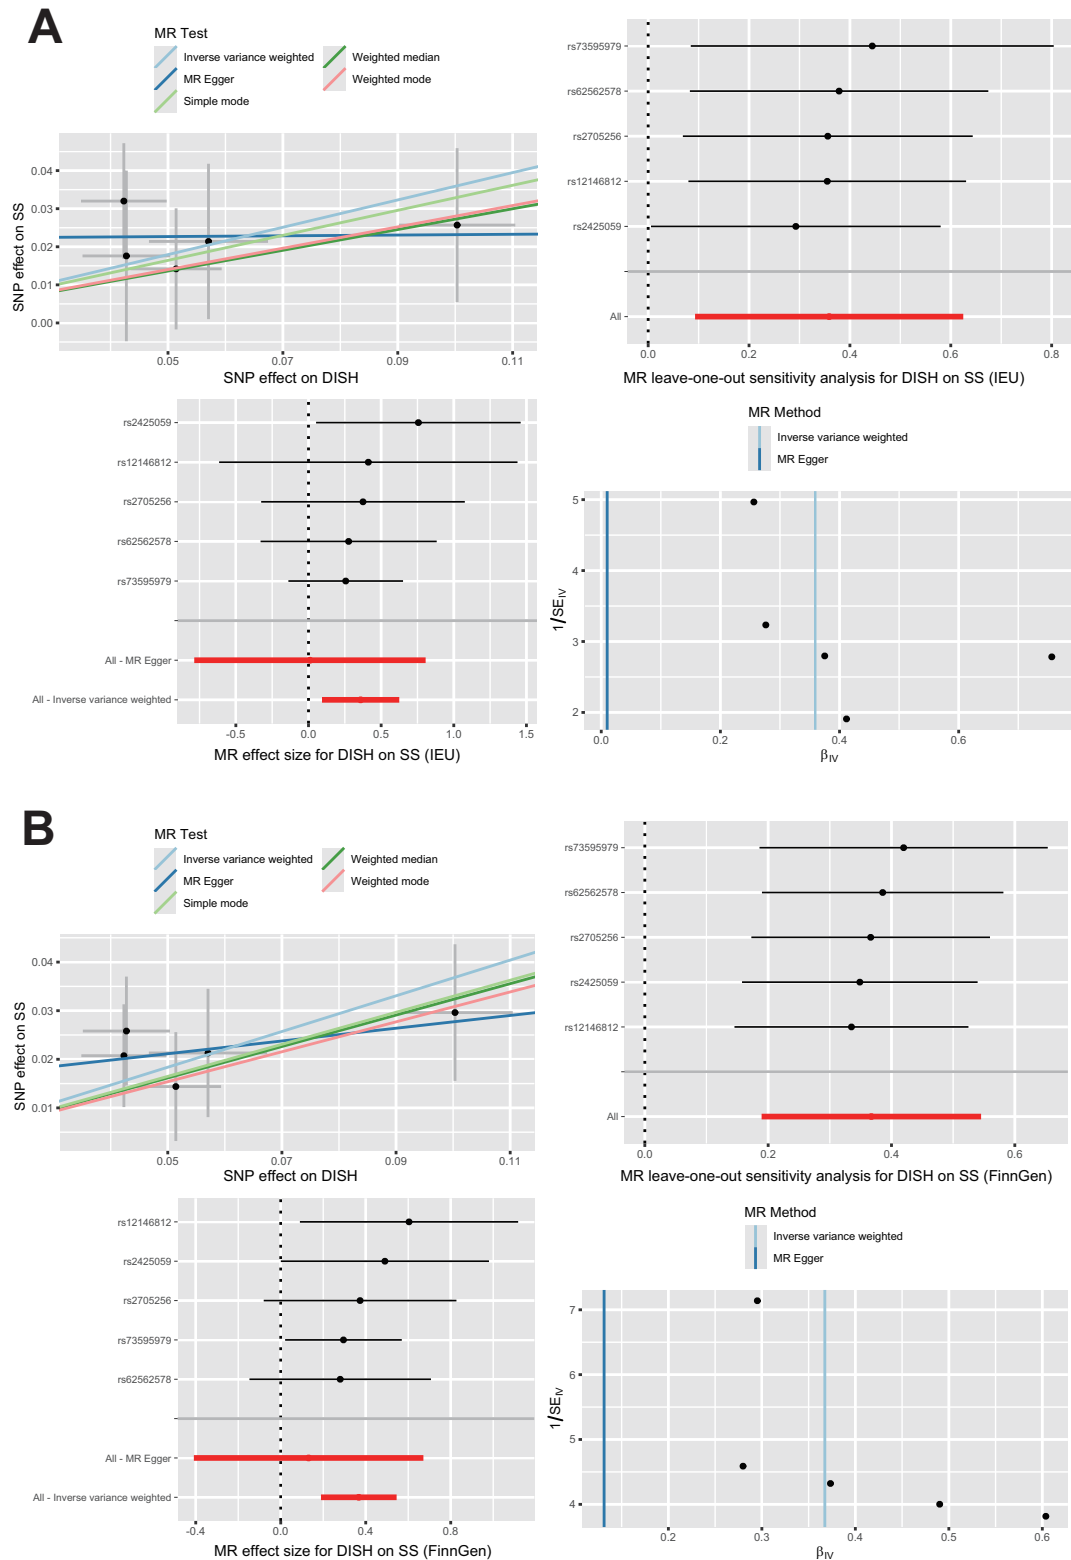 A
MR Test
Inverse variance weighted
Weighted median
MR Egger
Weighted mode
Simple mode
0.04
0.03
0.02
0.01
0.00
SNP effect on SS
0.05 0.07 0.09 0.11
SNP effect on DISH
rs73595979
rs62562578
rs2705256
rs12146812
rs2425059
All
0.0 0.2 0.4 0.6 0.8
MR leave-one-out sensitivity analysis for DISH on SS (IEU)
rs2425059
rs12146812
rs2705256
rs62562578
rs73595979
All - MR Egger
All - Inverse variance weighted
-0.5 0.0 0.5 1.0 1.5
MR effect size for DISH on SS (IEU)
MR Method
Inverse variance weighted
MR Egger
5
4
3
2
1/SEIV
0.0 0.2 0.4 0.6
βIV
B
MR Test
Inverse variance weighted
Weighted median
MR Egger
Weighted mode
Simple mode
0.04
0.03
0.02
0.01
SNP effect on SS
0.05 0.07 0.09 0.11
SNP effect on DISH
rs73595979
rs62562578
rs2705256
rs2425059
rs12146812
All
0.0 0.2 0.4 0.6
MR leave-one-out sensitivity analysis for DISH on SS (FinnGen)
rs12146812
rs2425059
rs2705256
rs73595979
rs62562578
All - MR Egger
All - Inverse variance weighted
-0.4 0.0 0.4 0.8
MR effect size for DISH on SS (FinnGen)
MR Method
Inverse variance weighted
MR Egger
7
6
5
4
1/SEIV
0.2 0.3 0.4 0.5 0.6
βIV